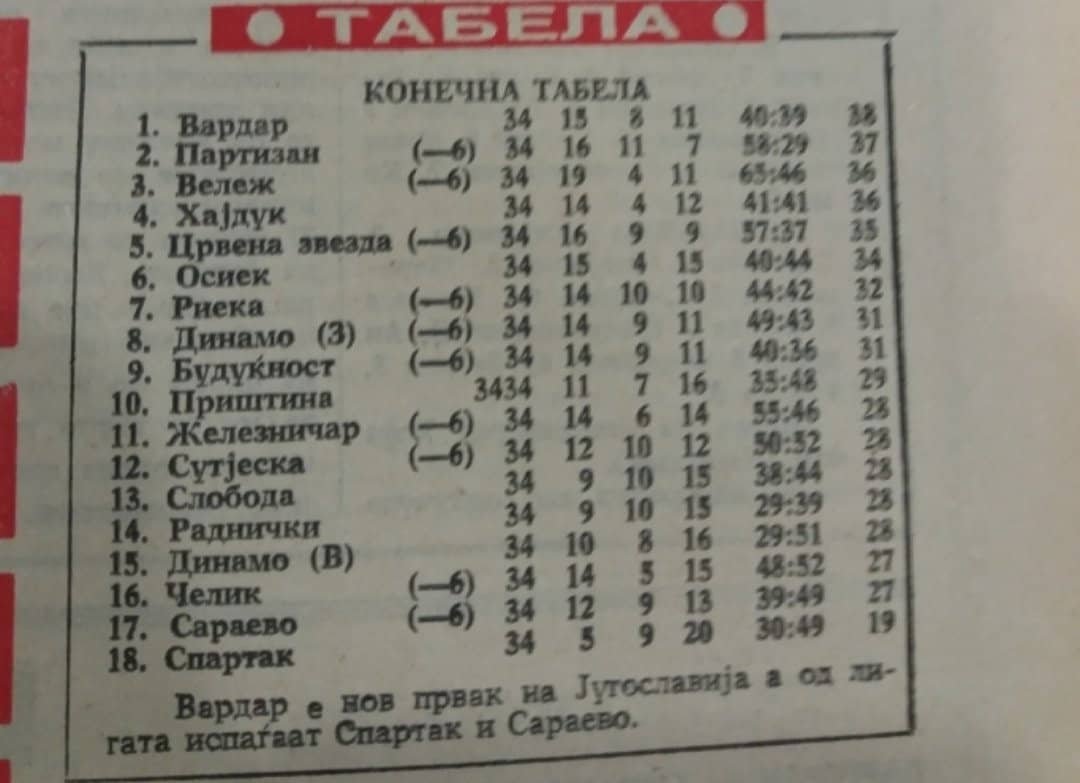 • ТАБЕЛА •
КОНЕЧНА ТАБЕЛА
1. Вардар 34 15 8 11 40:39 38
2. Партизан (—6) 34 16 11 7 58:29 37
3. Вележ (—6) 34 19 4 11 65:46 36
4. Хајдук 34 14 4 12 41:41 36
5. Црвена звезда (—6) 34 16 9 9 57:37 35
6. Осиек 34 15 4 15 40:44 34
7. Риека (—6) 34 14 10 10 44:42 32
8. Динамо (З) (—6) 34 14 9 11 49:43 31
9. Будуќност (—6) 34 14 9 11 40:36 31
10. Приштина 3434 11 7 16 35:48 29
11. Железничар (—6) 34 14 6 14 55:46 28
12. Сутјеска (—6) 34 12 10 12 50:52 28
13. Слобода 34 9 10 15 38:44 28
14. Раднички 34 9 10 15 29:39 28
15. Динамо (В) 34 10 8 16 29:51 28
16. Челик (—6) 34 14 5 15 48:52 27
17. Сараево (—6) 34 12 9 13 39:49 27
18. Спартак 34 5 9 20 30:49 19
Вардар е нов првак на Југославија а од ли-
гата испаѓаат Спартак и Сараево.